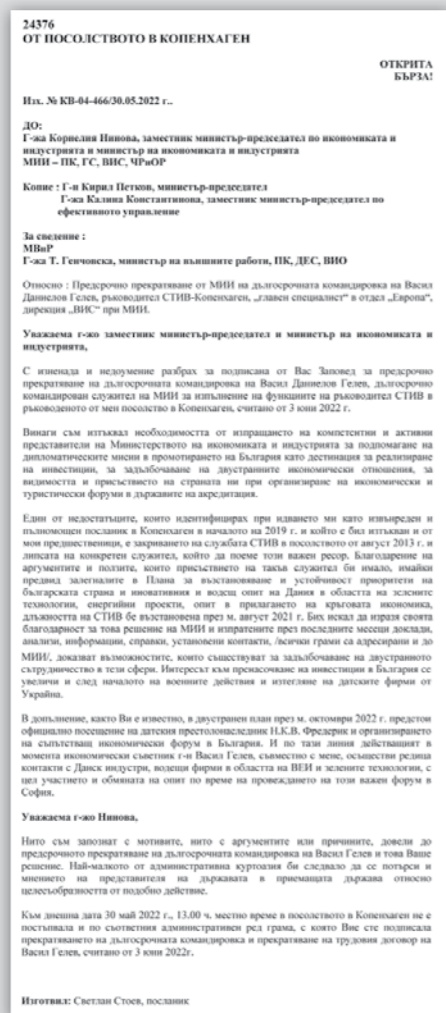 24376
ОТ ПОСОЛСТВОТО В КОПЕНХАГЕН
ОТКРИТА
БЪРЗА!
Изх. № КВ-04-466/30.05.2022 г..
ДО:
Г-жа Корнелия Нинова, заместник министър-председател по икономиката и
индустрията и министър на икономиката и индустрията
МИИ – ПК, ГС, ВИС, ЧРиОР
Копие : Г-н Кирил Петков, министър-председател
Г-жа Калина Константинова, заместник министър-председател по
ефективното управление
За сведение :
МВнР
Г-жа Т. Генчовска, министър на външните работи, ПК, ДЕС, ВИО
Относно : Предсрочно прекратяване от МИИ на дългосрочната командировка на Васил
Даниелов Гелев, ръководител СТИВ-Копенхаген, „главен специалист“ в отдел „Европа“,
дирекция „ВИС“ при МИИ.
Уважаема г-жо заместник министър-председател и министър на икономиката и
индустрията,
С изненада и недоумение разбрах за подписана от Вас Заповед за предсрочно
прекратяване на дългосрочната командировка на Васил Даниелов Гелев, дългосрочно
командирован служител на МИИ за изпълнение на функциите на ръководител СТИВ в
ръководеното от мен посолство в Копенхаген, считано от 3 юни 2022 г.
Винаги съм изтъквал необходимостта от изпращането на компетентни и активни
представители на Министерството на икономиката и индустрията за подпомагане на
дипломатическите мисии в промотирането на България като дестинация за реализиране
на инвестиции, за задълбочаване на двустранните икономически отношения, за
видимостта и присъствието на страната ни при организиране на икономически и
туристически форуми в държавите на акредитация.
Един от недостатъците, които идентифицирах при идването ми като извънреден и
пълномощен посланик в Копенхаген в началото на 2019 г. и който е бил изтъкван и от
мои предшественици, е закриването на службата СТИВ в посолството от август 2013 г. и
липсата на конкретен служител, който да поеме този важен ресор. Благодарение на
аргументите и ползите, които присъствието на такъв служител би имало, имайки
предвид залегналите в Плана за възстановяване и устойчивост приоритети на
българската страна и иновативния и водещ опит на Дания в областта на зелените
технологии, енергийни проекти, опит в прилагането на кръговата икономика,
длъжността на СТИВ бе възстановена през м. август 2021 г. Бих искал да изразя своята
благодарност за това решение на МИИ и изпратените през последните месеци доклади,
анализи, информации, справки, установени контакти, /всички грами са адресирани и до
МИИ/, доказват възможностите, които съществуват за задълбочаване на двустранното
сътрудничество в тези сфери. Интересът към пренасочване на инвестиции в България се
увеличи и след началото на военните действия и изтегляне на датските фирми от
Украйна.
В допълнение, както Ви е известно, в двустранен план през м. октомври 2022 г. предстои
официално посещение на датския престолонаследник Н.К.В. Фредерик и организирането
на съпътстващ икономически форум в България. И по тази линия действащият в
момента икономически съветник г-н Васил Гелев, съвместно с мене, осъществи редица
контакти с Данск индустри, водещи фирми в областта на ВЕИ и зелените технологии, с
цел участието и обмяната на опит по време на провеждането на този важен форум в
София.
Уважаема г-жо Нинова,
Нито съм запознат с мотивите, нито с аргументите или причините, довели до
предсрочното прекратяване на дългосрочната командировка на Васил Гелев и това Ваше
решение. Най-малкото от административна куртоазия би следвало да се потърси и
мнението на представителя на държавата в приемащата държава относно
целесъобразността от подобно действие.
Към днешна дата 30 май 2022 г., 13.00 ч. местно време в посолството в Копенхаген не е
постъпвала и по съответния административен ред грама, с която Вие сте подписала
прекратяването на дългосрочната командировка и прекратяване на трудовия договор на
Васил Гелев, считано от 3 юни 2022г.
Изготвил: Светлан Стоев, посланик